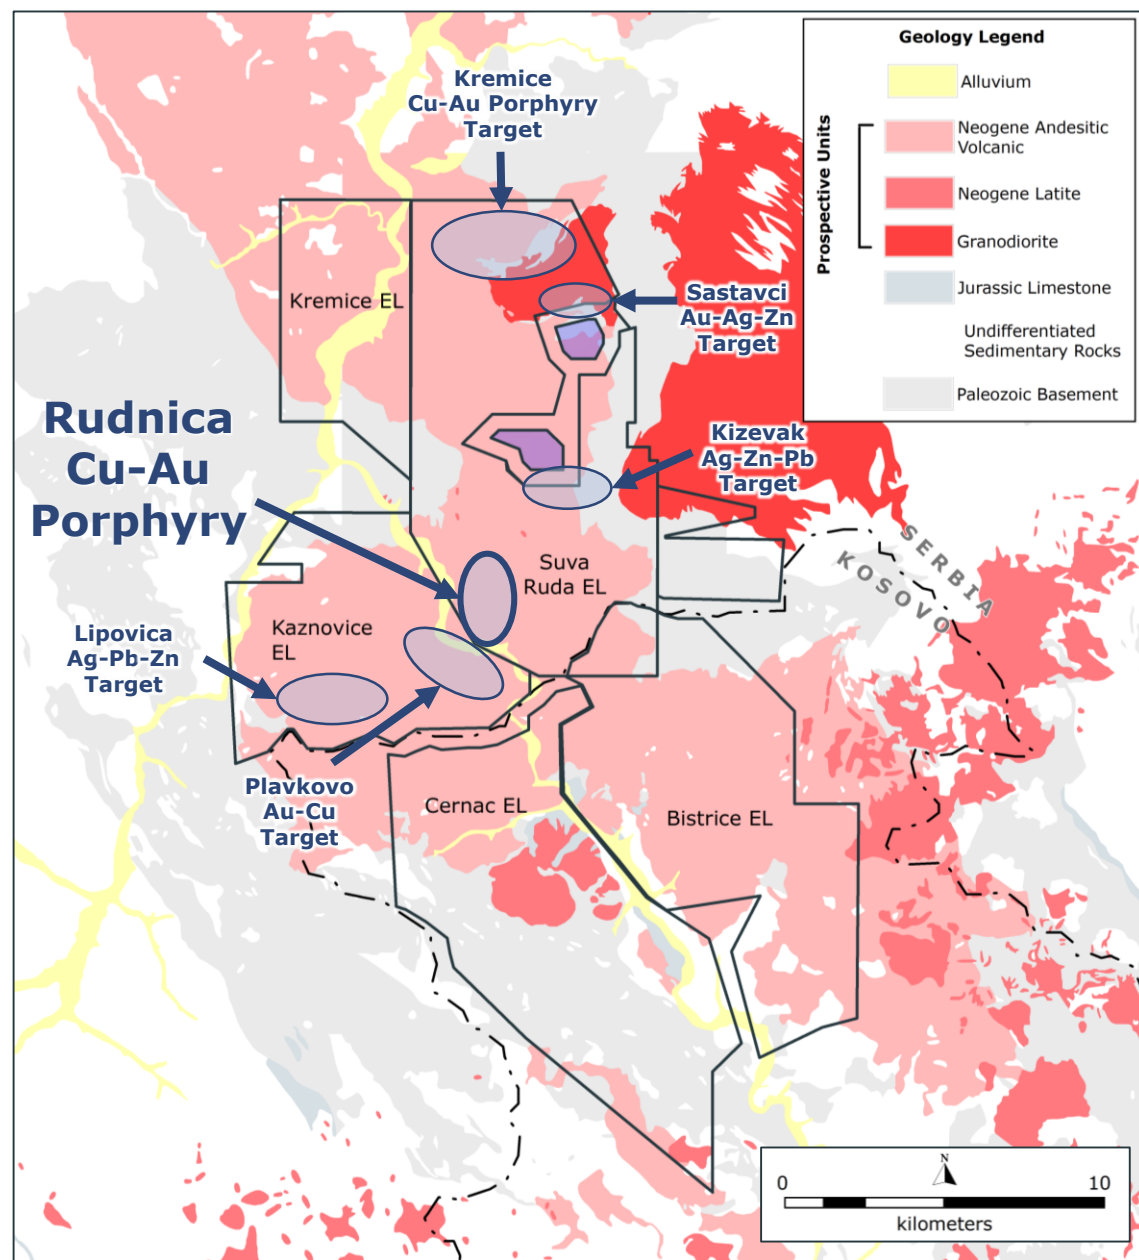 Geology Legend
Prospective Units
Alluvium
Neogene Andesitic
Volcanic
Neogene Latite
Granodiorite
Jurassic Limestone
Undifferentiated
Sedimentary Rocks
Paleozoic Basement
Kremice
Cu-Au Porphyry
Target
Kremice EL
Sastavci
Au-Ag-Zn
Target
Rudnica
Cu-Au
Porphyry
Kizevak
Ag-Zn-Pb
Target
SERBIA
KOSOVO
Suva
Ruda EL
Kaznovice
EL
Lipovica
Ag-Pb-Zn
Target
Plavkovo
Au-Cu
Target
Cernac EL
Bistrice EL
N
0
10
kilometers